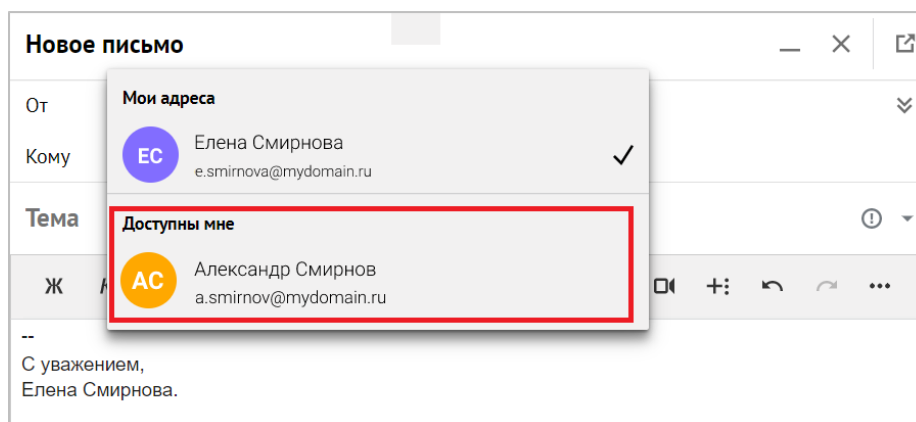 Новое письмо
От
Мои адреса
ЕС
Елена Смирнова
e.smirnova@mydomain.ru
Кому
Доступны мне
Тема
АС
Александр Смирнов
a.smirnov@mydomain.ru
Ж
--
С уважением,
Елена Смирнова.